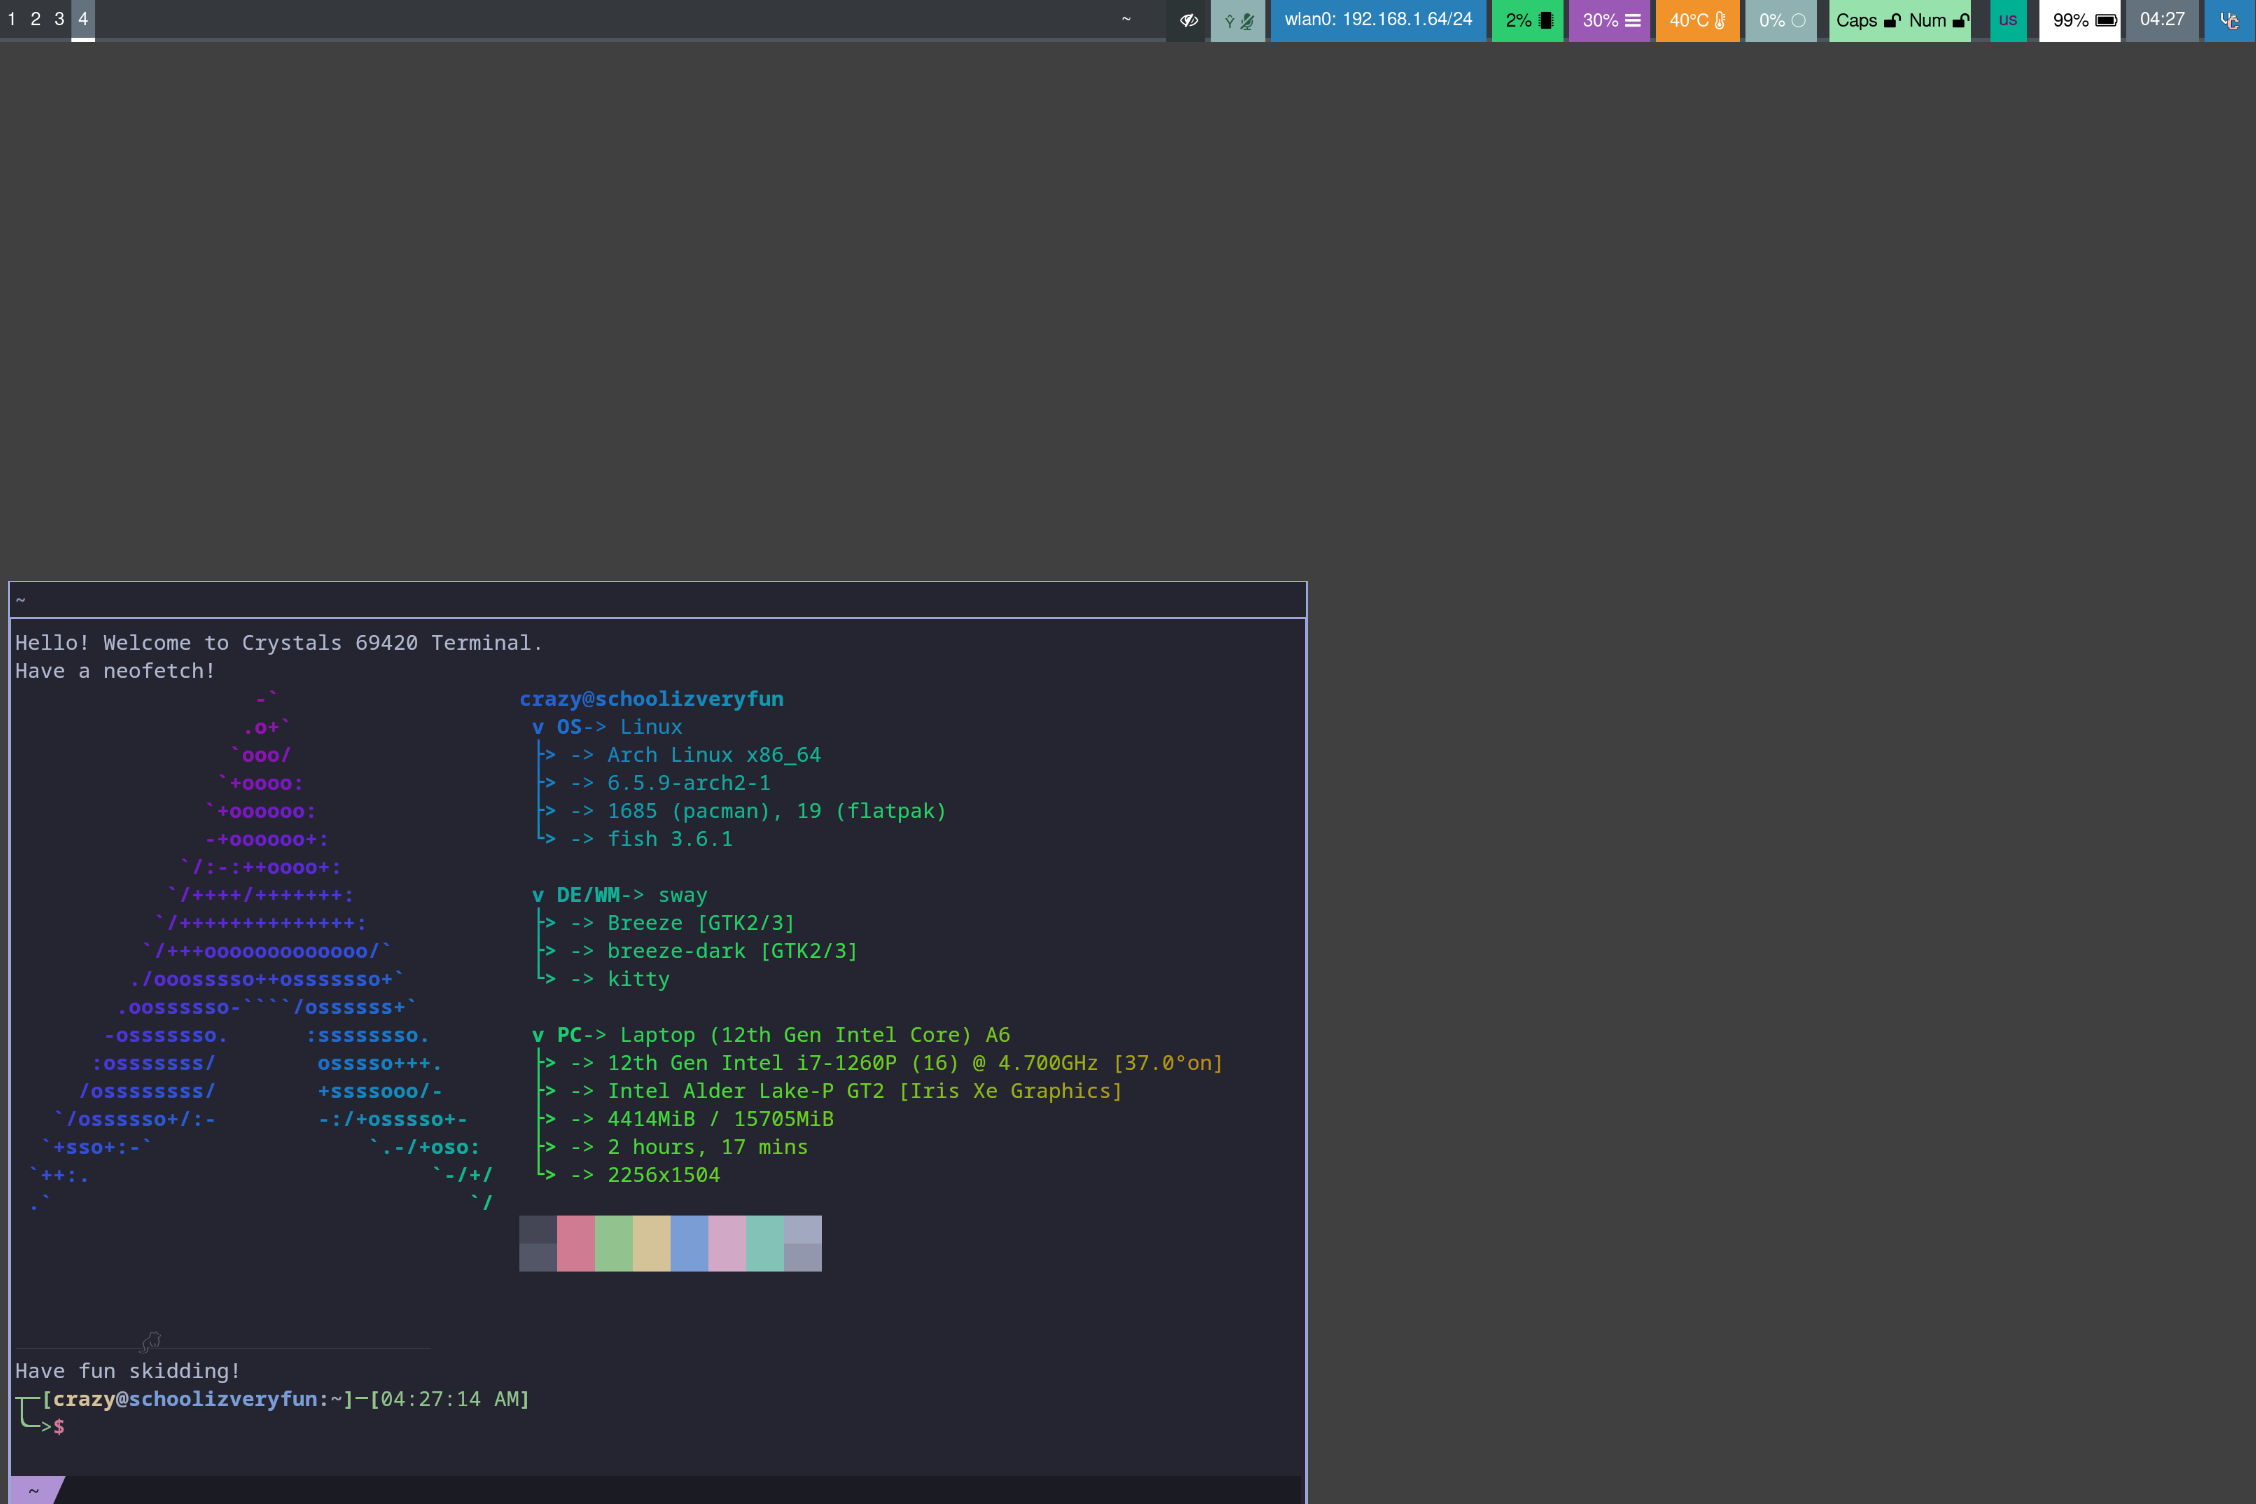 1 2 3 4 ~ wlan0: 192.168.1.64/24 2% 30% 40°C 0% Caps Num us 99% 04:27
~
Hello! Welcome to Crystals 69420 Terminal.
Have a neofetch!
-` crazy@schoolizveryfun
.o+` v OS-> Linux
`ooo/ ├> -> Arch Linux x86_64
`+oooo: ├> -> 6.5.9-arch2-1
`+oooooo: ├> -> 1685 (pacman), 19 (flatpak)
-+oooooo+: └> -> fish 3.6.1
`/:-:++oooo+:
`/++++/+++++++: v DE/WM-> sway
`/++++++++++++++: ├> -> Breeze [GTK2/3]
`/+++ooooooooooooo/` ├> -> breeze-dark [GTK2/3]
./ooosssso++osssssso+` └> -> kitty
.oossssso-````/ossssss+`
-osssssso. :ssssssso. v PC-> Laptop (12th Gen Intel Core) A6
:osssssss/ osssso+++. ├> -> 12th Gen Intel i7-1260P (16) @ 4.700GHz [37.0°on]
/ossssssss/ +ssssooo/- ├> -> Intel Alder Lake-P GT2 [Iris Xe Graphics]
`/ossssso+/:- -:/+osssso+- ├> -> 4414MiB / 15705MiB
`+sso+:-` `.-/+oso: ├> -> 2 hours, 17 mins
`++:. `-/+/ └> -> 2256x1504
.` `/
Have fun skidding!
┬─[crazy@schoolizveryfun:~]─[04:27:14 AM]
╰─>$
~